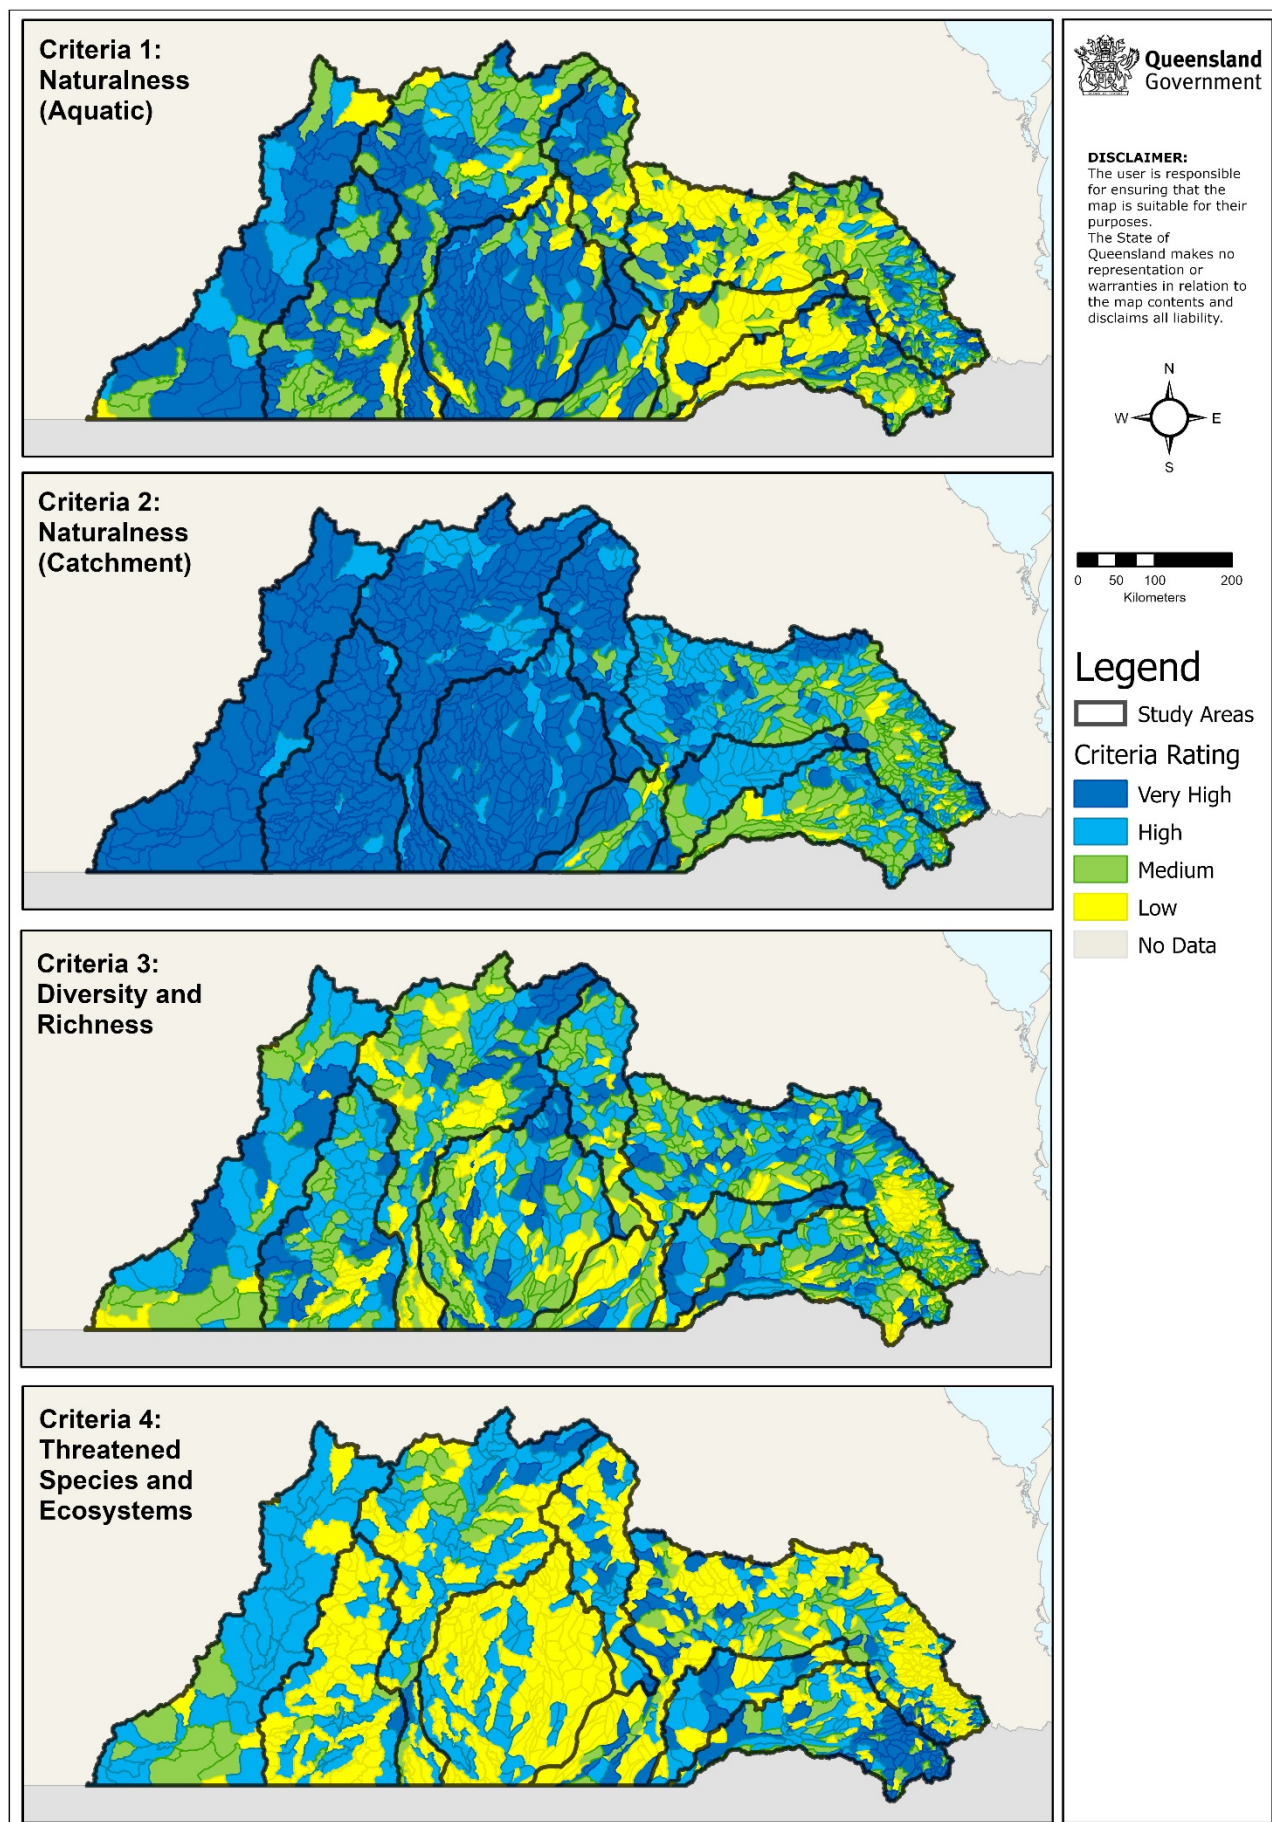 Criteria 1:
Naturalness
(Aquatic)
Criteria 2:
Naturalness
(Catchment)
Criteria 3:
Diversity and
Richness
Criteria 4:
Threatened
Species and
Ecosystems
Queensland
Government
DISCLAIMER:
The user is responsible
for ensuring that the
map is suitable for their
purposes.
The State of
Queensland makes no
representation or
warranties in relation to
the map contents and
disclaims all liability.
N
W E
S
0 50 100 200
Kilometers
Legend
Study Areas
Criteria Rating
Very High
High
Medium
Low
No Data